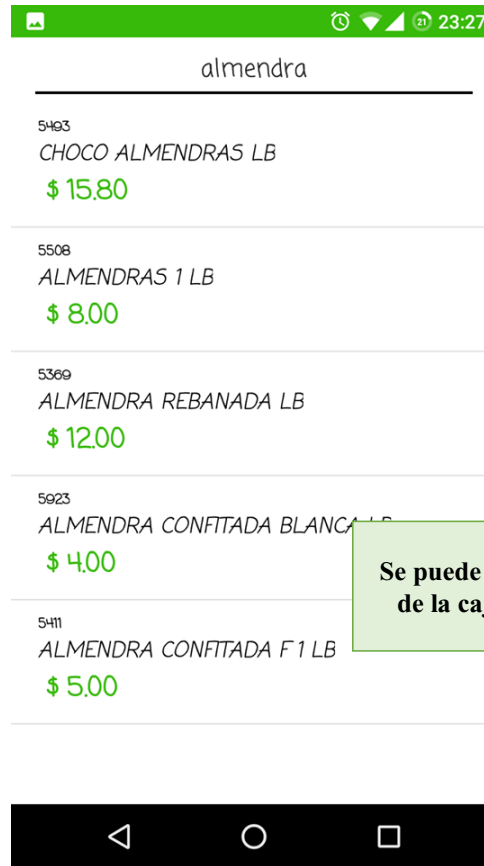 21 23:27
almendra
5493
CHOCO ALMENDRAS LB
$ 15.80
5508
ALMENDRAS 1 LB
$ 8.00
5369
ALMENDRA REBANADA LB
$ 12.00
5923
ALMENDRA CONFITADA BLANCA LB
$ 4.00
Se puede
de la
5411
ALMENDRA CONFITADA F 1 LB
$ 5.00